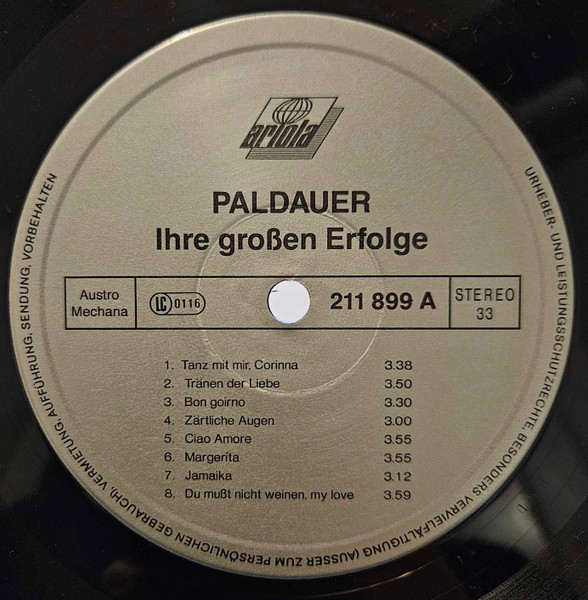 ariola
PALDAUER
Ihre großen Erfolge
Austro
Mechana
LC 0116
211 899 A
STEREO
33
1. Tanz mit mir, Corinna 3.38
2. Tränen der Liebe 3.50
3. Bon goirno 3.30
4. Zärtliche Augen 3.00
5. Ciao Amore 3.55
6. Margerita 3.55
7. Jamaika 3.12
8. Du mußt nicht weinen, my love 3.59
URHEBER- UND LEISTUNGSSCHUTZRECHTE, BESONDERS VERVIELFÄLTIGUNG (AUSSER ZUM PERSÖNLICHEN GEBRAUCH), VERMIETUNG, AUFFÜHRUNG, SENDUNG, VORBEHALTEN